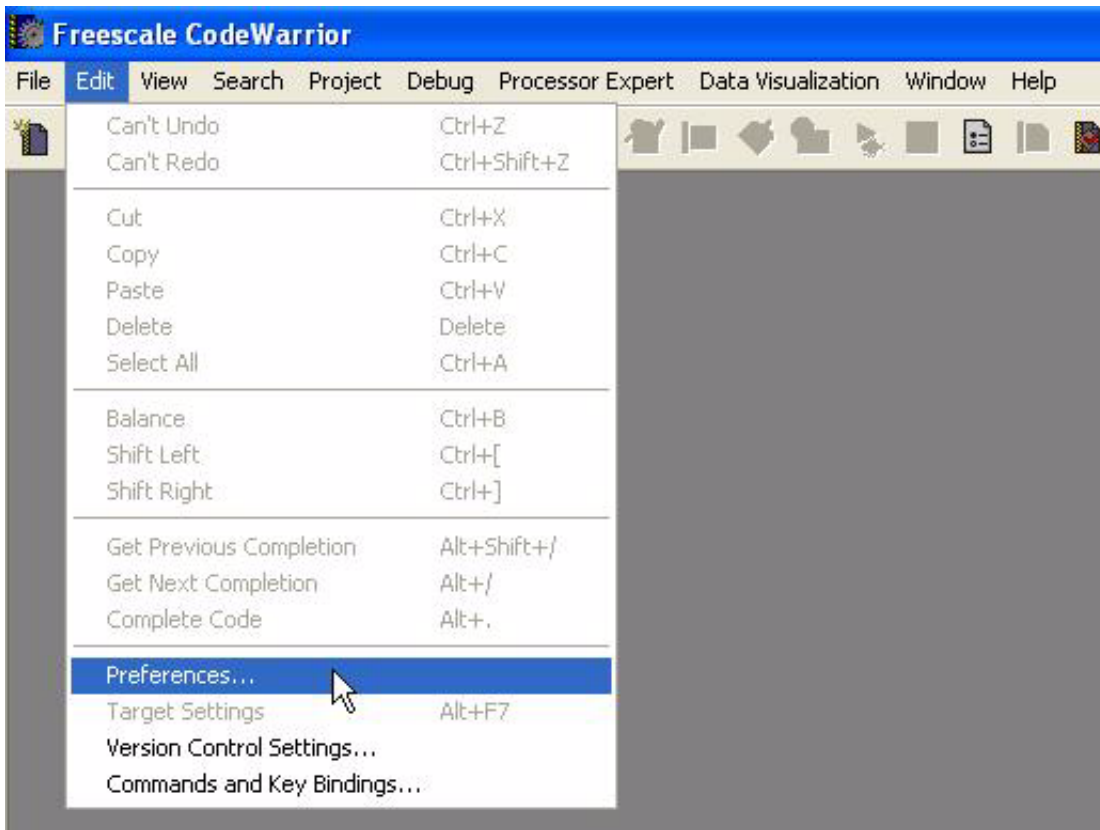 Freescale CodeWarrior
File Edit View Search Project Debug Processor Expert Data Visualization Window Help
Can't Undo Ctrl+Z
Can't Redo Ctrl+Shift+Z
Cut Ctrl+X
Copy Ctrl+C
Paste Ctrl+V
Delete Delete
Select All Ctrl+A
Balance Ctrl+B
Shift Left Ctrl+[
Shift Right Ctrl+]
Get Previous Completion Alt+Shift+/
Get Next Completion Alt+/
Complete Code Alt+.
Preferences...
Target Settings Alt+F7
Version Control Settings...
Commands and Key Bindings...